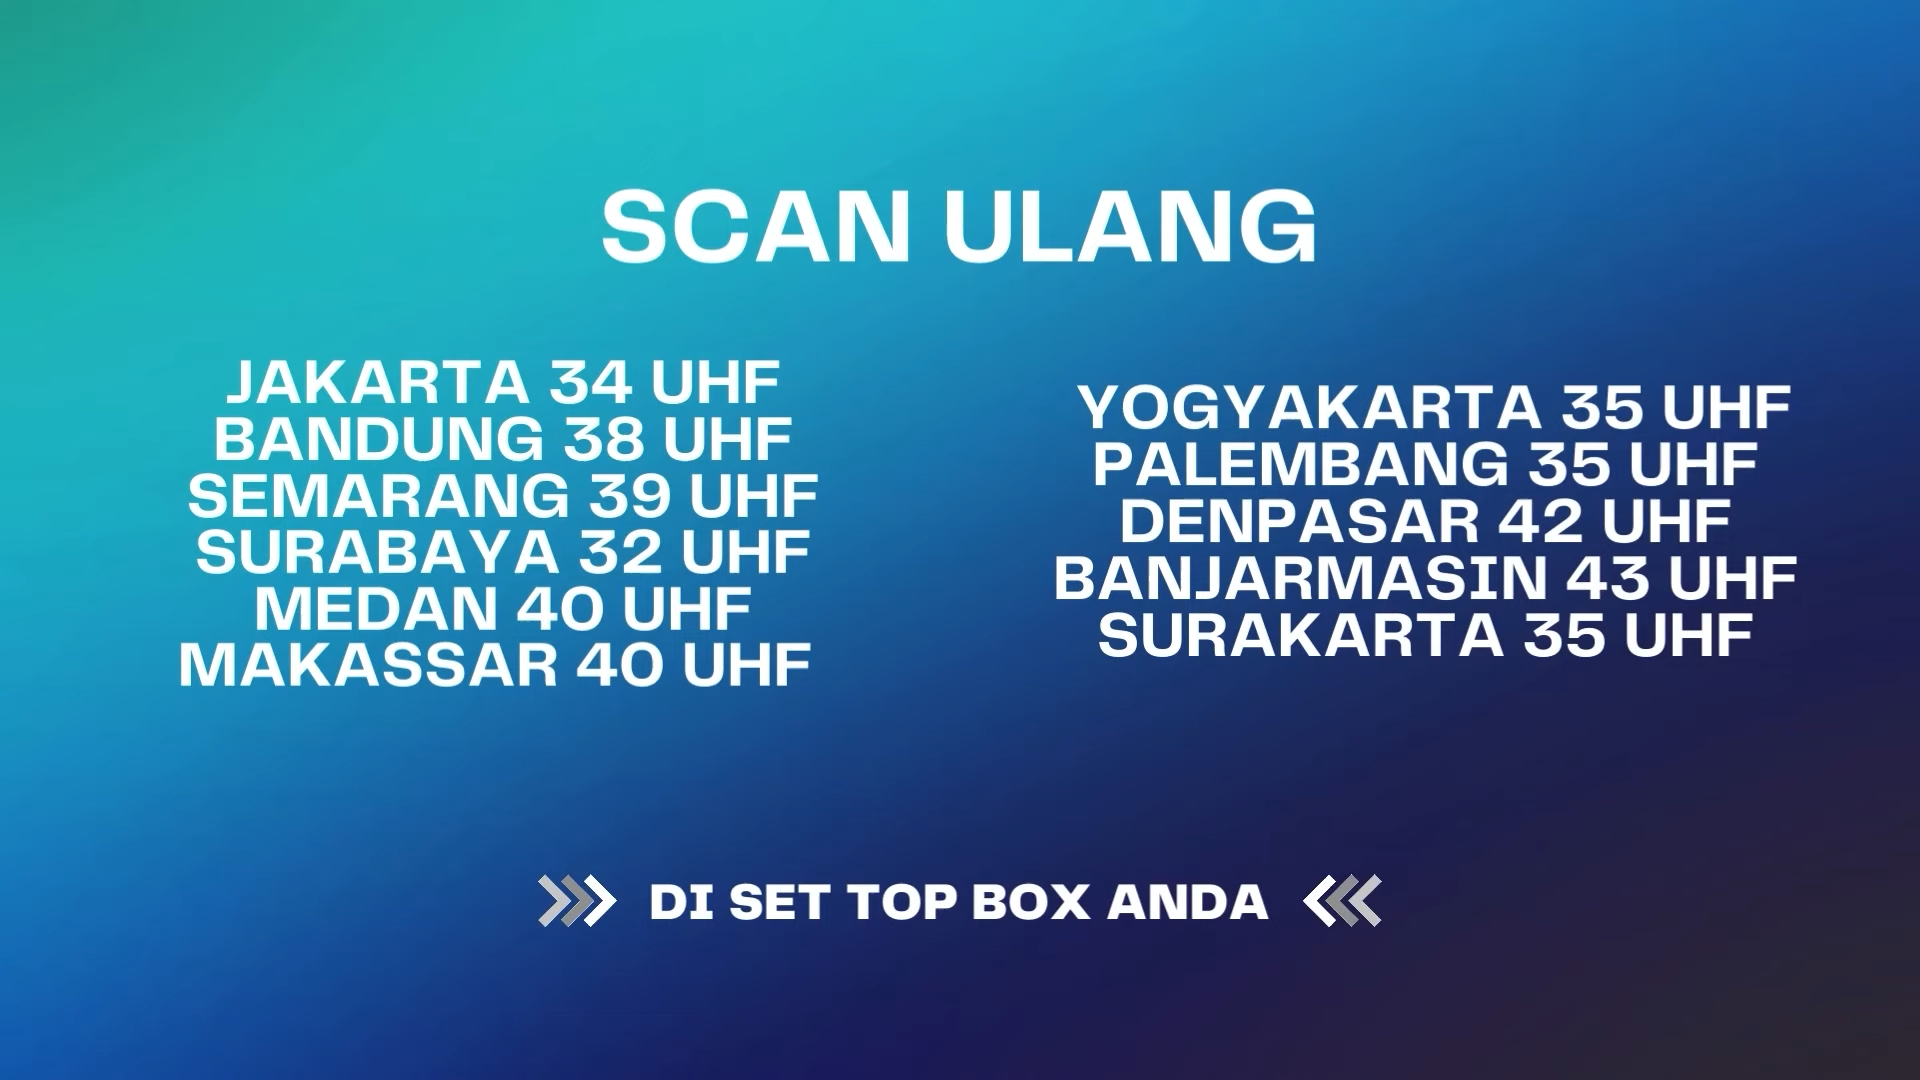 SCAN ULANG
JAKARTA 34 UHF
BANDUNG 38 UHF
SEMARANG 39 UHF
SURABAYA 32 UHF
MEDAN 40 UHF
MAKASSAR 40 UHF
YOGYAKARTA 35 UHF
PALEMBANG 35 UHF
DENPASAR 42 UHF
BANJARMASIN 43 UHF
SURAKARTA 35 UHF
DI SET TOP BOX ANDA